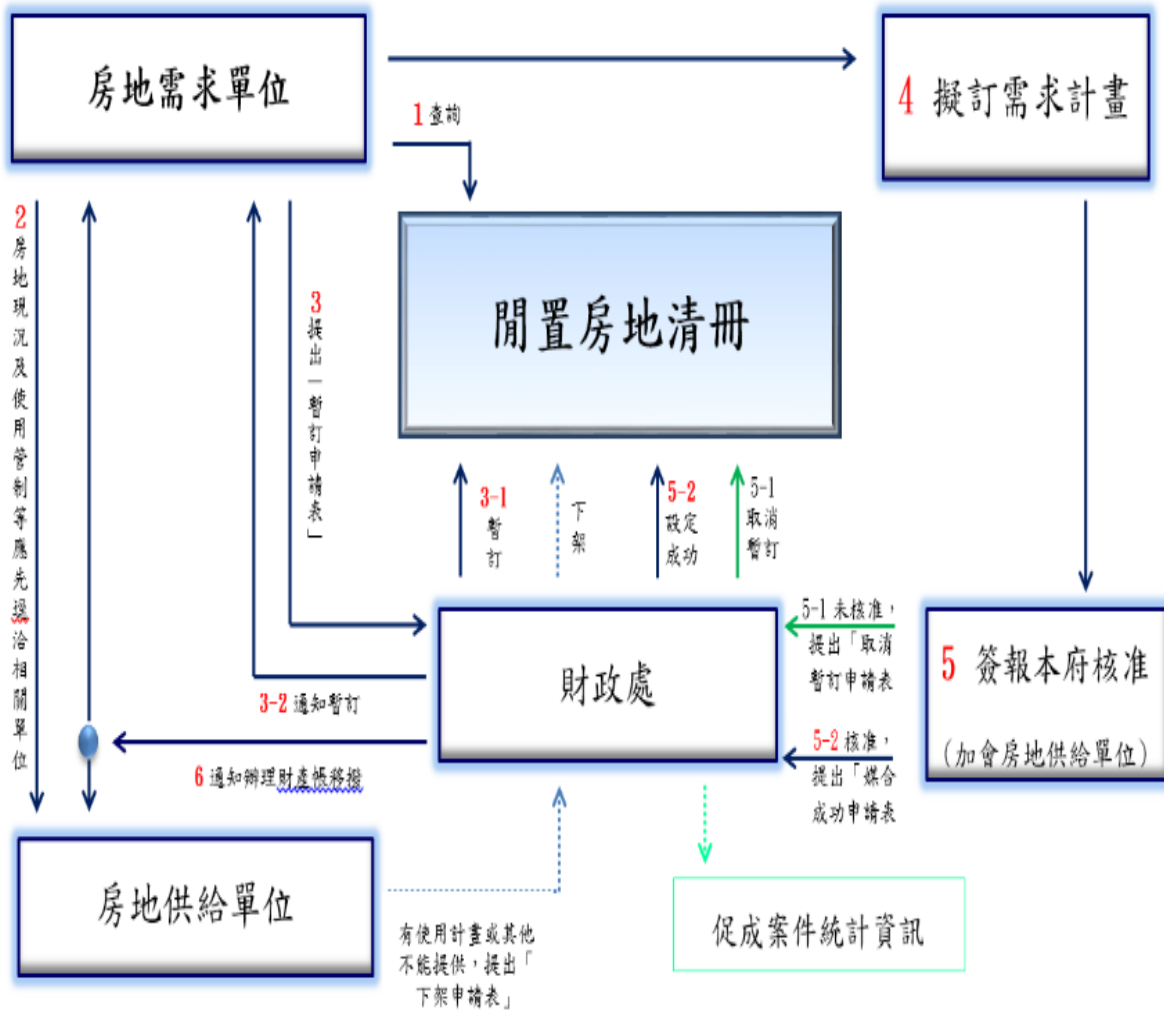 房地需求單位
4 擬訂需求計畫
1 查詢
2
房地現況及使用管制等應先逕洽相關單位
3
提出「暫訂申請表」
閒置房地清冊
3-1
暫訂
下架
5-2
設定
成功
5-1
取消
暫訂
財政處
5-1 未核准，
提出「取消
暫訂申請表
5 簽報本府核准
(加會房地供給單位)
3-2 通知暫訂
5-2 核准，
提出「媒合
成功申請表
6 通知辦理財產帳移撥
房地供給單位
有使用計畫或其他
不能提供，提出「
下架申請表」
促成案件統計資訊